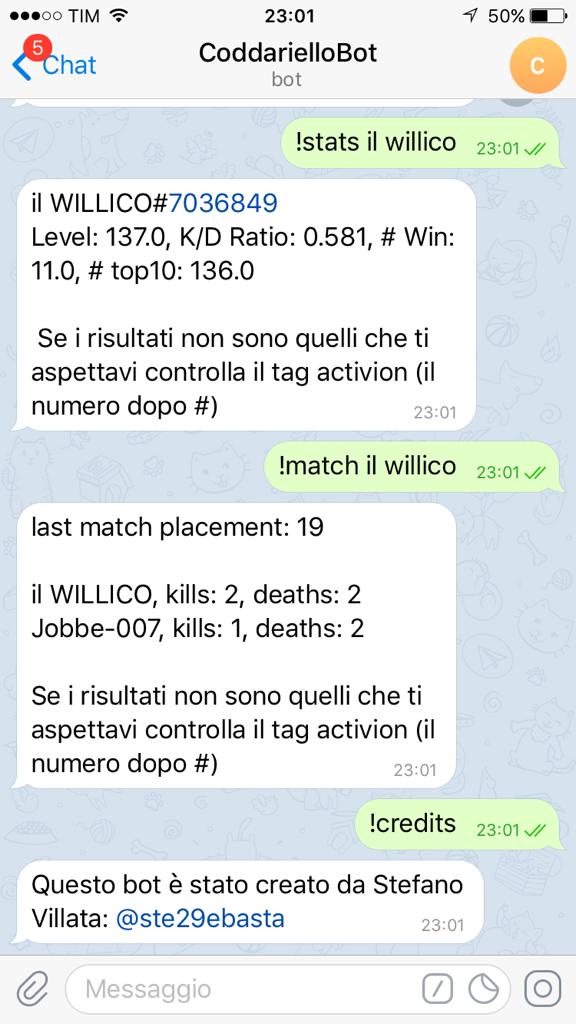 TIM 23:01 50%
5
Chat
CoddarielloBot
bot
C
!stats il willico 23:01
il WILLICO#7036849
Level: 137.0, K/D Ratio: 0.581, # Win:
11.0, # top10: 136.0
Se i risultati non sono quelli che ti
aspettavi controlla il tag activion (il
numero dopo #) 23:01
!match il willico 23:01
last match placement: 19
il WILLICO, kills: 2, deaths: 2
Jobbe-007, kills: 1, deaths: 2
Se i risultati non sono quelli che ti
aspettavi controlla il tag activion (il
numero dopo #) 23:01
!credits 23:01
Questo bot è stato creato da Stefano
Villata: @ste29ebasta 23:01
Messaggio